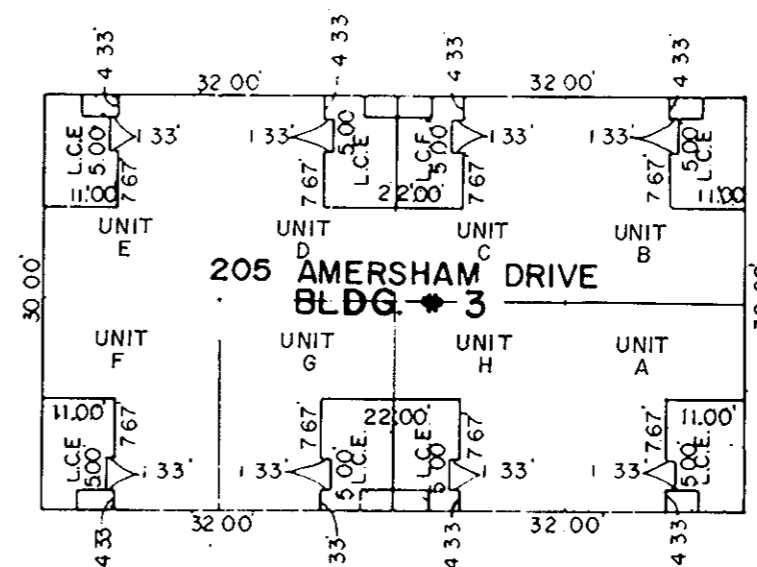 4 33' 4 33' 4 33' 4 33'
32 00' 32 00'
L.C.E 5.00 1 33' 1 33' 5.00 L.C.E L.C.E 5.00 1 33' 1 33' 5.00 L.C.E
7.67' 7.67' 7.67' 7.67'
11.00' 22.00' 11.00'
UNIT E UNIT D UNIT C UNIT B
205 AMERSHAM DRIVE
BLDG. # 3
30 00'
UNIT F UNIT G UNIT H UNIT A
11.00' 22.00' 11.00'
7.67 7.67' 7.67' 7.67'
L.C.E. 5.00' 1 33' 1 33' 5.00' L.C.E. L.C.E. 5.00 1 33' 1 33' 5.00' L.C.E.
32.00' 32.00'
4 33' 33' 4 33' 4 33'